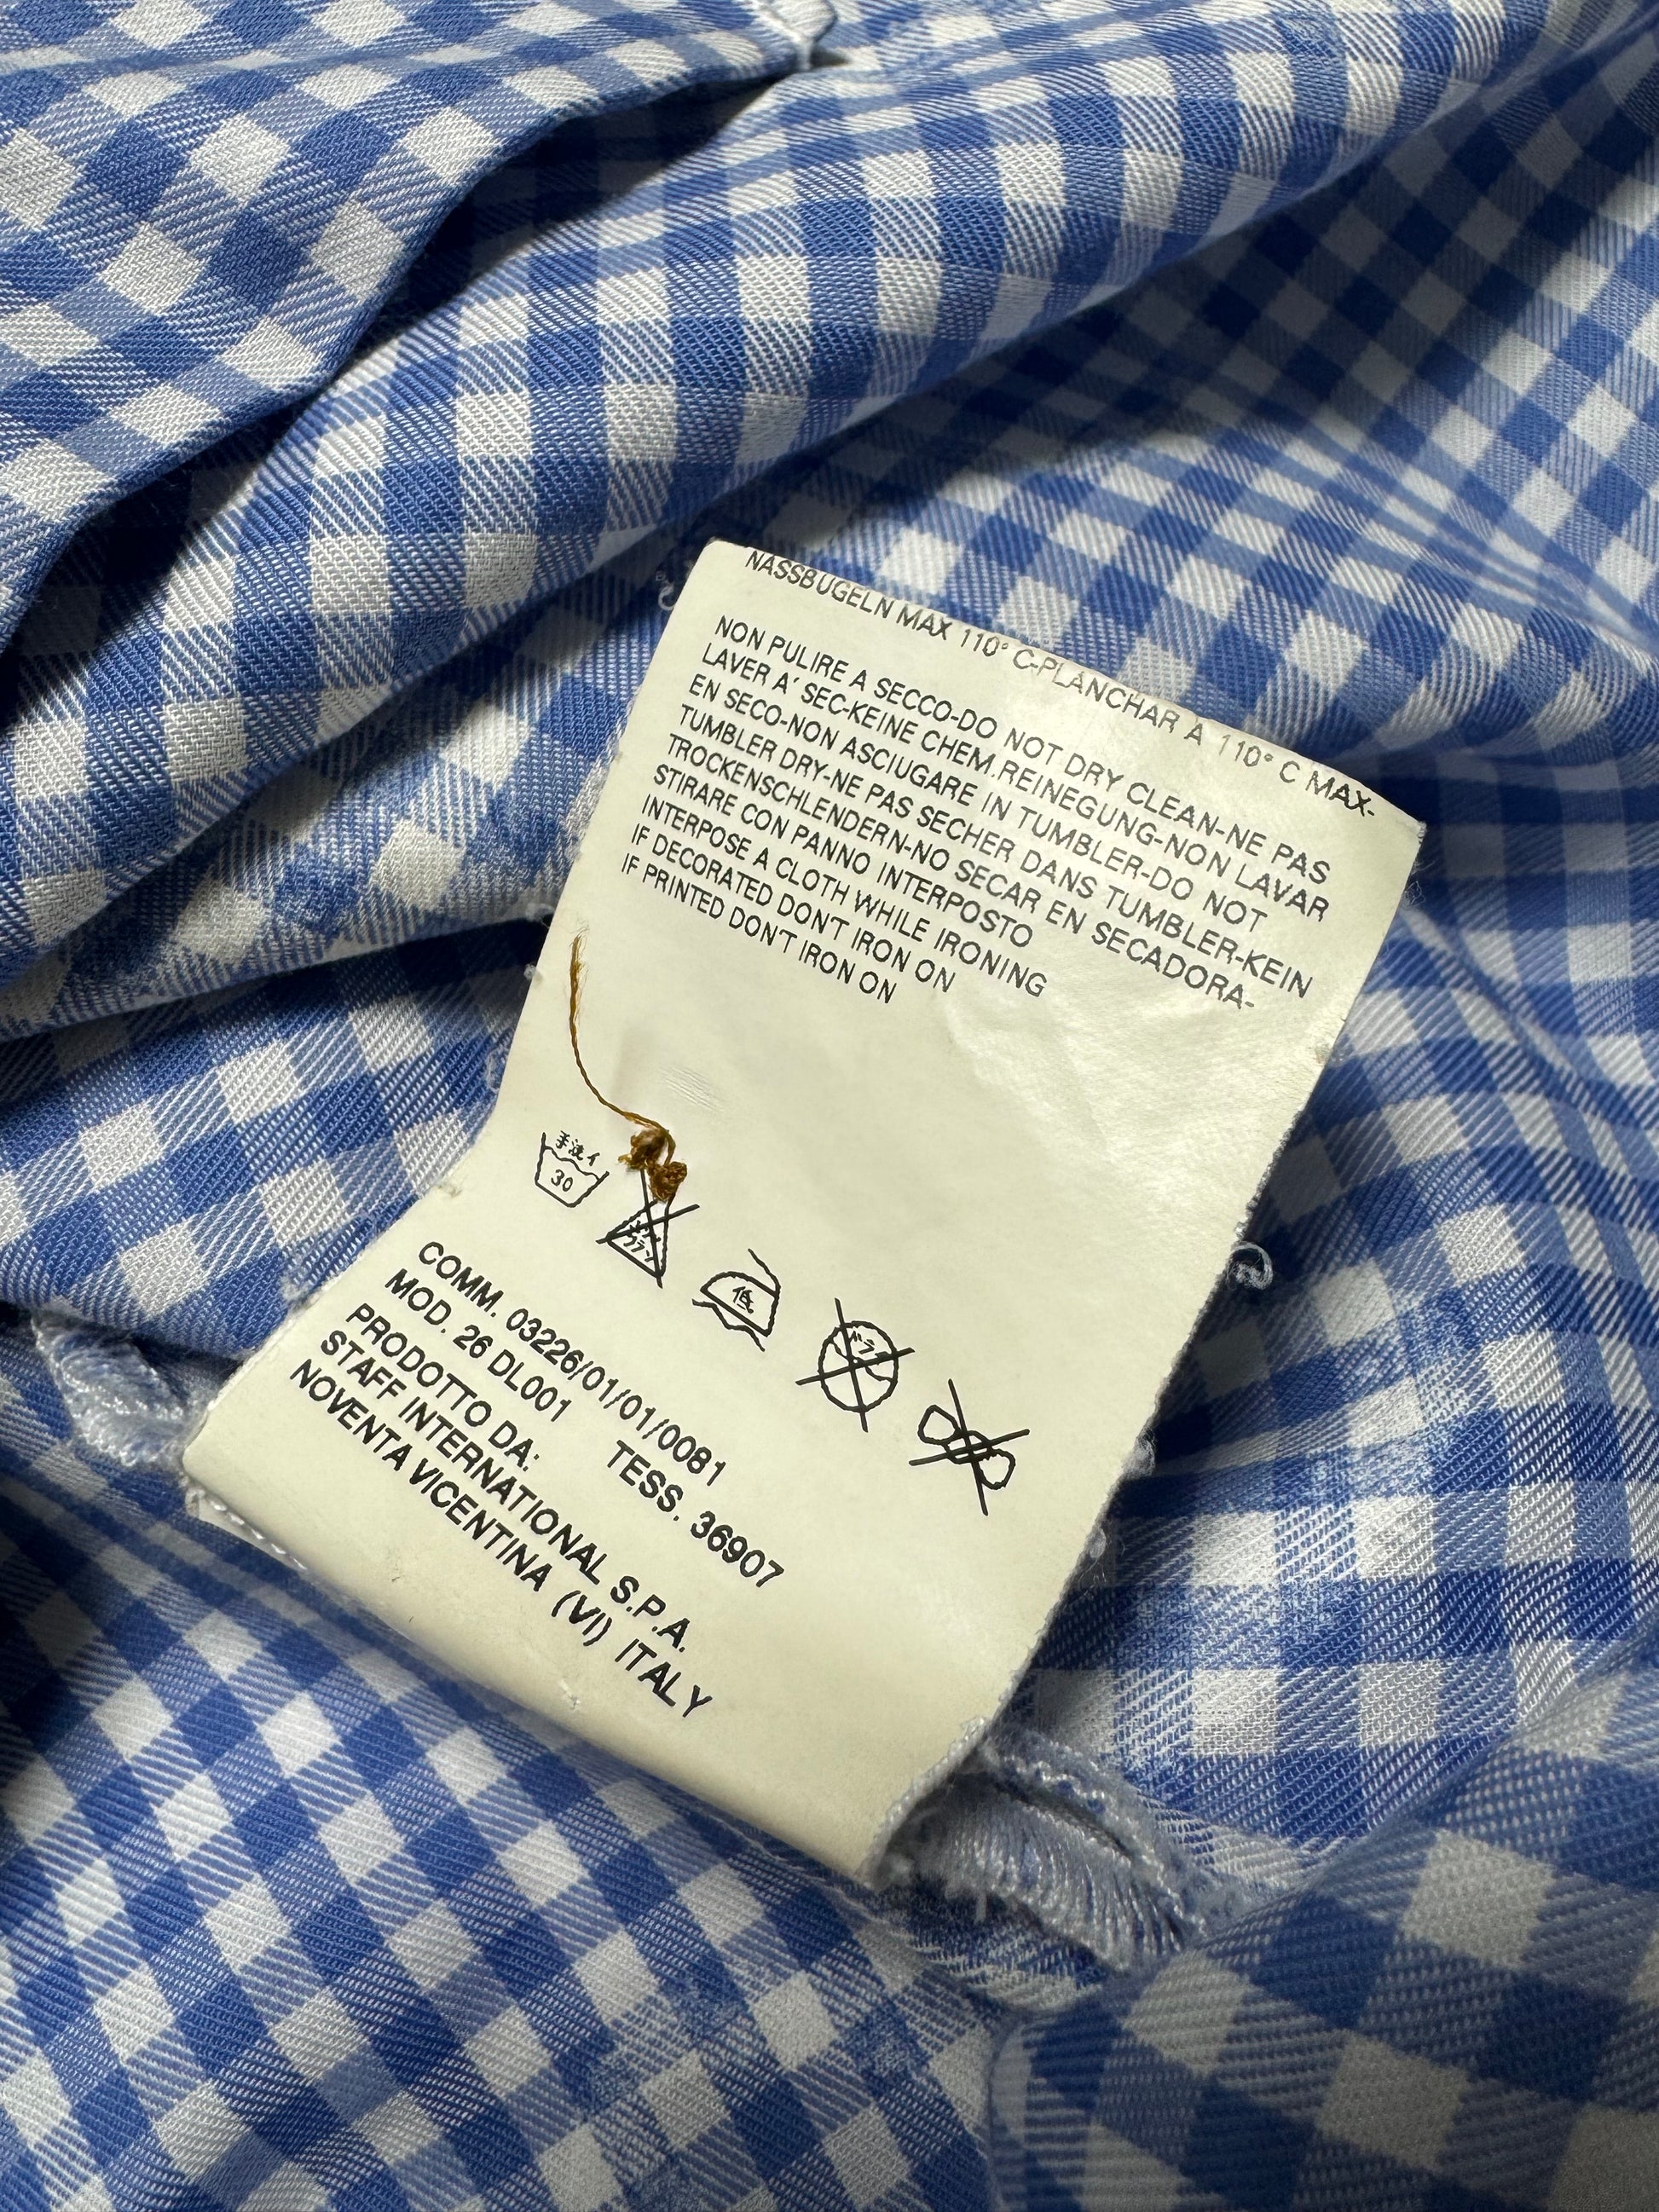 NASSBUGELN MAX 110° C-PLANCHAR A 110° C MAX-
NON PULIRE A SECCO-DO NOT DRY CLEAN-NE PAS
LAVER A' SEC-KEINE CHEM.REINEGUNG-NON LAVAR
EN SECO-NON ASCIUGARE IN TUMBLER-DO NOT
TUMBLER DRY-NE PAS SECHER DANS TUMBLER-KEIN
TROCKENSCHLENDERN-NO SECAR EN SECADORA-
STIRARE CON PANNO INTERPOSTO
INTERPOSE A CLOTH WHILE IRONING
IF DECORATED DON'T IRON ON
IF PRINTED DON'T IRON ON
手洗イ
30
低
COMM. 03226/01/01/0081
MOD. 26 DL001 TESS. 36907
PRODOTTO DA:
STAFF INTERNATIONAL S.P.A.
NOVENTA VICENTINA (VI) ITALY